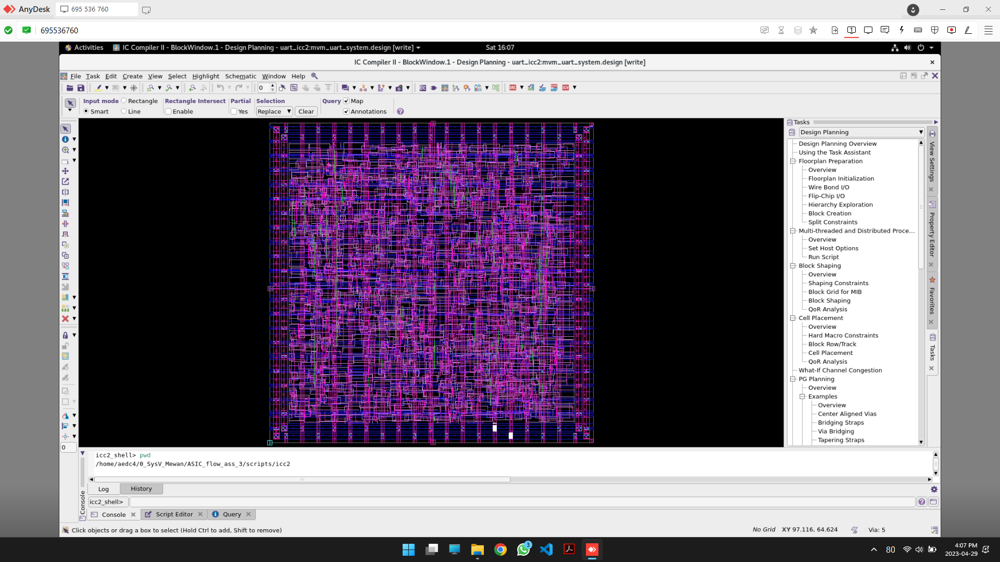 AnyDesk
695 536 760
695536760
Activities
IC Compiler II - BlockWindow.1 - Design Planning - uart_icc2:mvm_uart_system.design [write]
Sat 16:07
IC Compiler II - BlockWindow.1 - Design Planning - uart_icc2:mvm_uart_system.design [write]
File Task Edit Create View Select Highlight Schematic Window Help
0
Input mode Rectangle Rectangle Intersect Partial Selection Query Map
Smart Line Enable Yes Replace Clear Annotations
Tasks
Design Planning
Design Planning Overview
Using the Task Assistant
Floorplan Preparation
Overview
Floorplan Initialization
Wire Bond I/O
Flip-Chip I/O
Hierarchy Exploration
Block Creation
Split Constraints
Multi-threaded and Distributed Proce...
Overview
Set Host Options
Run Script
Block Shaping
Overview
Shaping Constraints
Block Grid for MIB
Block Shaping
QoR Analysis
Cell Placement
Overview
Hard Macro Constraints
Block Row/Track
Cell Placement
QoR Analysis
What-If Channel Congestion
PG Planning
Overview
Examples
Overview
Center Aligned Vias
Bridging Straps
Via Bridging
Tapering Straps
View Settings
Property Editor
Favorites
Tasks
0
icc2_shell> pwd
/home/aedc4/0_SysV_Mewan/ASIC_flow_ass_3/scripts/icc2
Log History
Console
icc2_shell>
Console Script Editor Query
Click objects or drag a box to select (Hold Ctrl to add, Shift to remove)
No Grid XY 97.116, 64.624 Via: 5
3
80
4:07 PM
2023-04-29